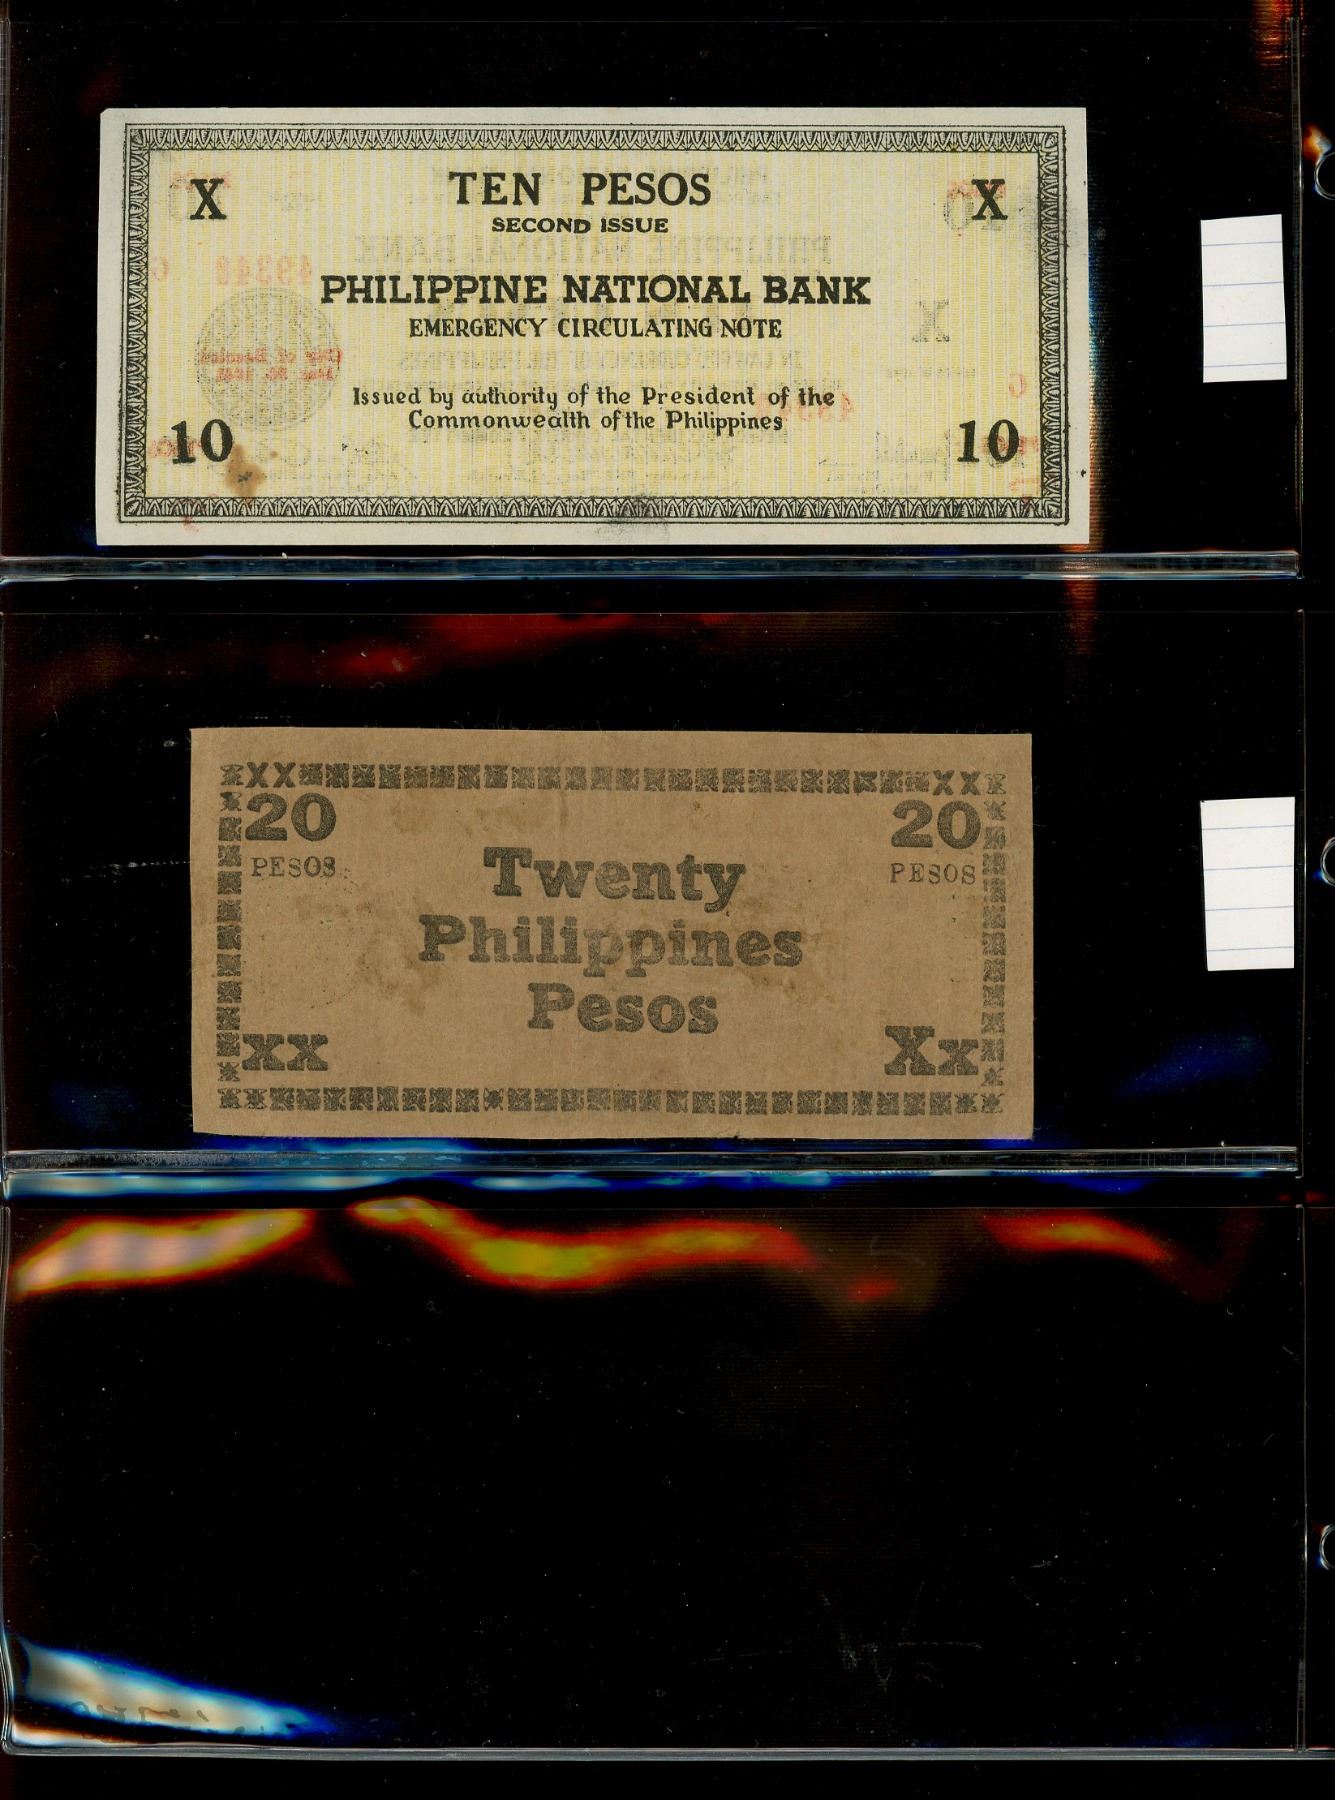 X TEN PESOS X
SECOND ISSUE
PHILIPPINE NATIONAL BANK
EMERGENCY CIRCULATING NOTE
Issued by authority of the President of the
Commonwealth of the Philippines
10 10
XX XX
20 20
PESOS PESOS
Twenty
Philippines
Pesos
XX Xx